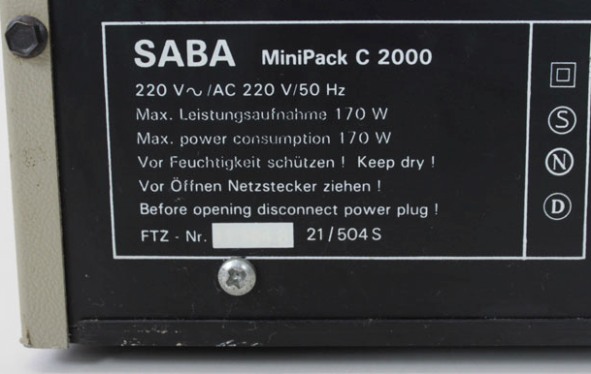 SABA MiniPack C 2000
220 V~ /AC 220 V/50 Hz
Max. Leistungsaufnahme 170 W
Max. power consumption 170 W
Vor Feuchtigkeit schützen ! Keep dry !
Vor Öffnen Netzstecker ziehen !
Before opening disconnect power plug !
FTZ - Nr. 21/504 S
S
N
D